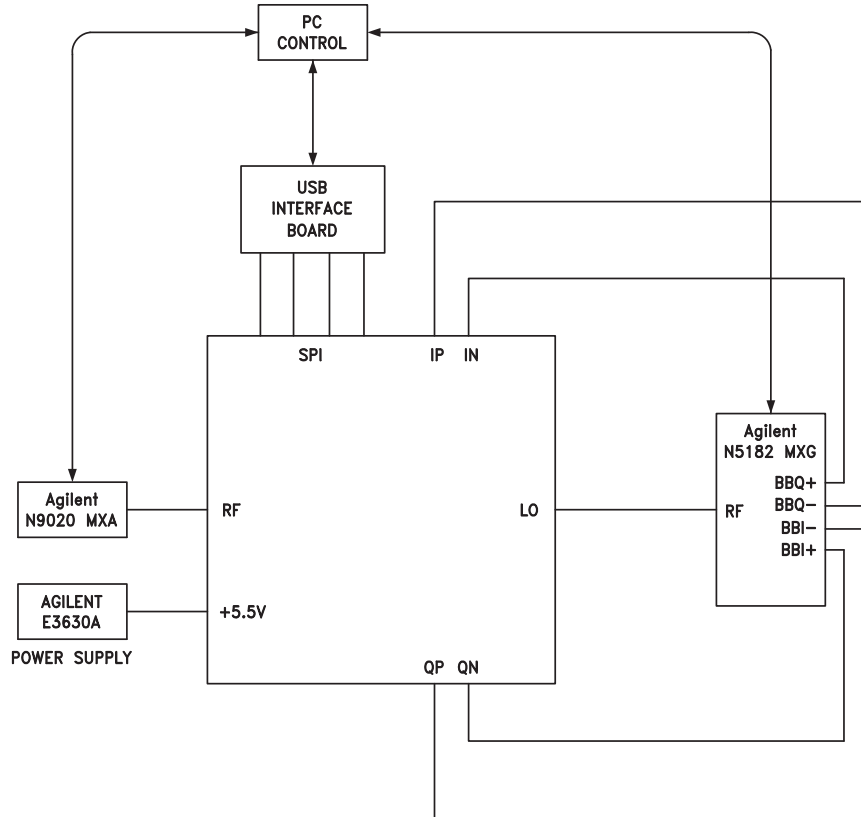 PC
CONTROL
USB
INTERFACE
BOARD
SPI
IP IN
Agilent
N5182 MXG
BBQ+
BBQ-
BBI-
BBI+
RF
Agilent
N9020 MXA
RF
LO
AGILENT
E3630A
+5.5V
POWER SUPPLY
QP QN